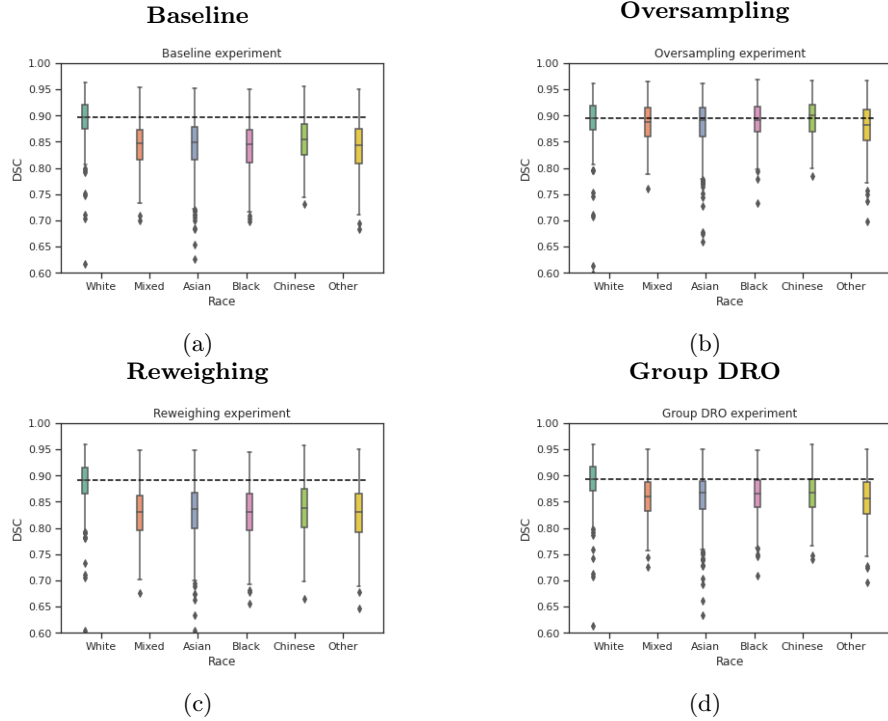 Baseline
Baseline experiment
1.00
0.95
0.90
0.85
0.80
0.75
0.70
0.65
0.60
DSC
White Mixed Asian Black Chinese Other
Race
(a)
Oversampling
Oversampling experiment
1.00
0.95
0.90
0.85
0.80
0.75
0.70
0.65
0.60
DSC
White Mixed Asian Black Chinese Other
Race
(b)
Reweighing
Reweighing experiment
1.00
0.95
0.90
0.85
0.80
0.75
0.70
0.65
0.60
DSC
White Mixed Asian Black Chinese Other
Race
(c)
Group DRO
Group DRO experiment
1.00
0.95
0.90
0.85
0.80
0.75
0.70
0.65
0.60
DSC
White Mixed Asian Black Chinese Other
Race
(d)